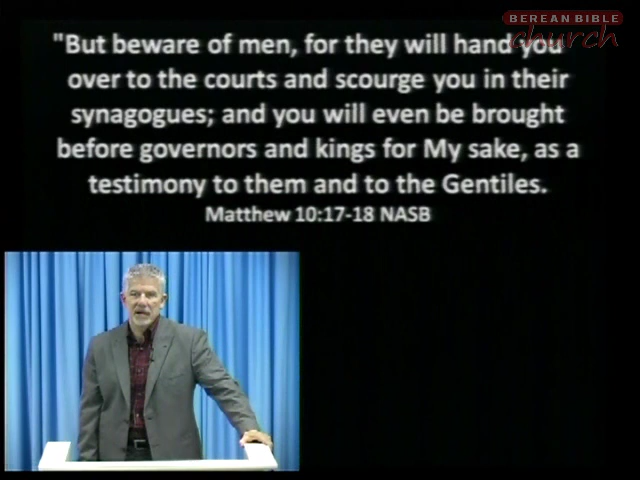 BEREAN BIBLE
church
"But beware of men, for they will hand you
over to the courts and scourge you in their
synagogues; and you will even be brought
before governors and kings for My sake, as a
testimony to them and to the Gentiles.
Matthew 10:17-18 NASB